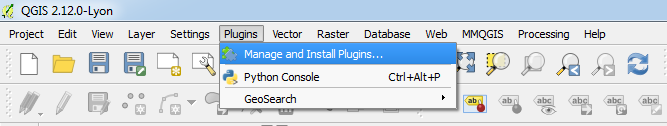 QGIS 2.12.0-Lyon
Project Edit View Layer Settings Plugins Vector Raster Database Web MMQGIS Processing Help
Manage and Install Plugins...
Python Console Ctrl+Alt+P
GeoSearch
abc abc abc abc abc